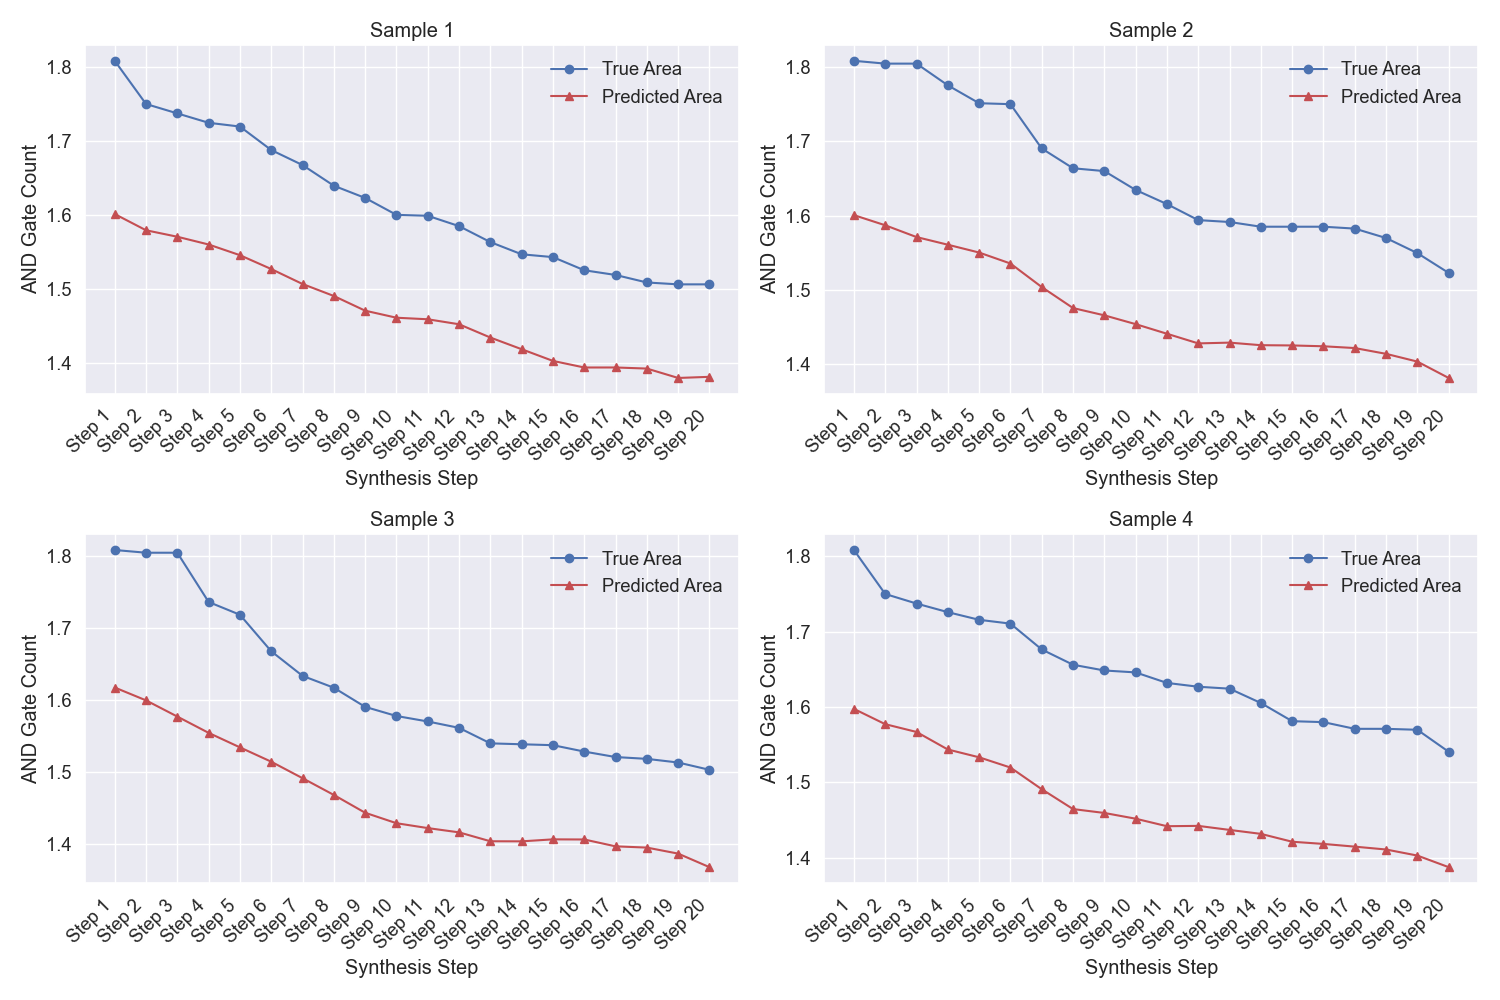 Sample 1
AND Gate Count
1.8
1.7
1.6
1.5
1.4
True Area
Predicted Area
Step 1
Step 2
Step 3
Step 4
Step 5
Step 6
Step 7
Step 8
Step 9
Step 10
Step 11
Step 12
Step 13
Step 14
Step 15
Step 16
Step 17
Step 18
Step 19
Step 20
Synthesis Step
Sample 2
AND Gate Count
1.8
1.7
1.6
1.5
1.4
True Area
Predicted Area
Step 1
Step 2
Step 3
Step 4
Step 5
Step 6
Step 7
Step 8
Step 9
Step 10
Step 11
Step 12
Step 13
Step 14
Step 15
Step 16
Step 17
Step 18
Step 19
Step 20
Synthesis Step
Sample 3
AND Gate Count
1.8
1.7
1.6
1.5
1.4
True Area
Predicted Area
Step 1
Step 2
Step 3
Step 4
Step 5
Step 6
Step 7
Step 8
Step 9
Step 10
Step 11
Step 12
Step 13
Step 14
Step 15
Step 16
Step 17
Step 18
Step 19
Step 20
Synthesis Step
Sample 4
AND Gate Count
1.8
1.7
1.6
1.5
1.4
True Area
Predicted Area
Step 1
Step 2
Step 3
Step 4
Step 5
Step 6
Step 7
Step 8
Step 9
Step 10
Step 11
Step 12
Step 13
Step 14
Step 15
Step 16
Step 17
Step 18
Step 19
Step 20
Synthesis Step